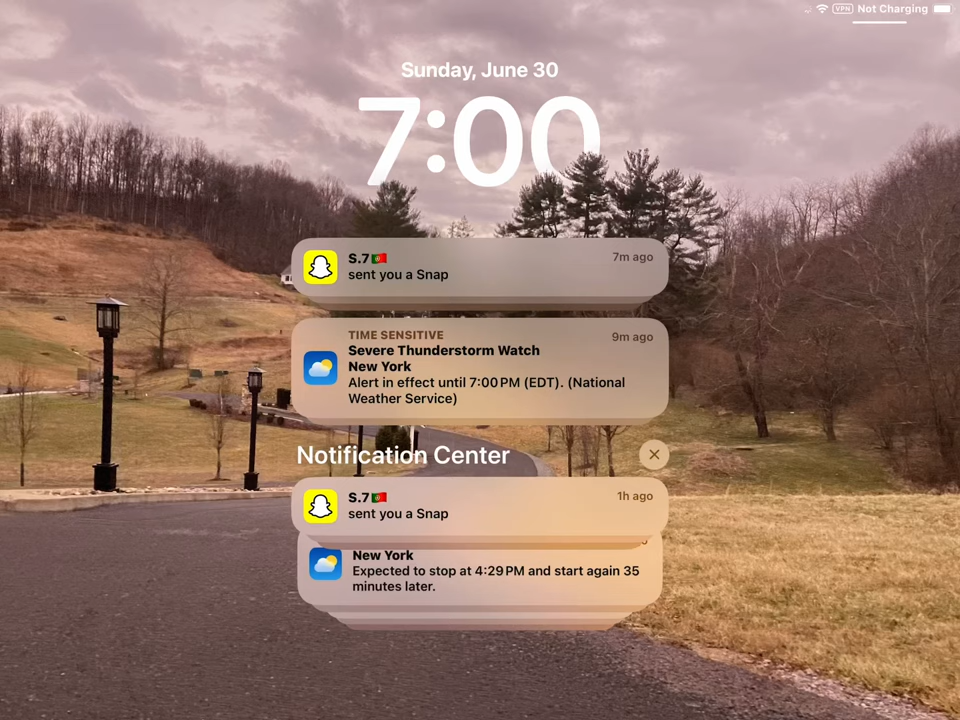 VPN Not Charging
Sunday, June 30
7:00
S.7🇵🇹
7m ago
sent you a Snap
TIME SENSITIVE
9m ago
Severe Thunderstorm Watch
New York
Alert in effect until 7:00 PM (EDT). (National
Weather Service)
Notification Center
S.7🇵🇹
1h ago
sent you a Snap
New York
Expected to stop at 4:29 PM and start again 35
minutes later.